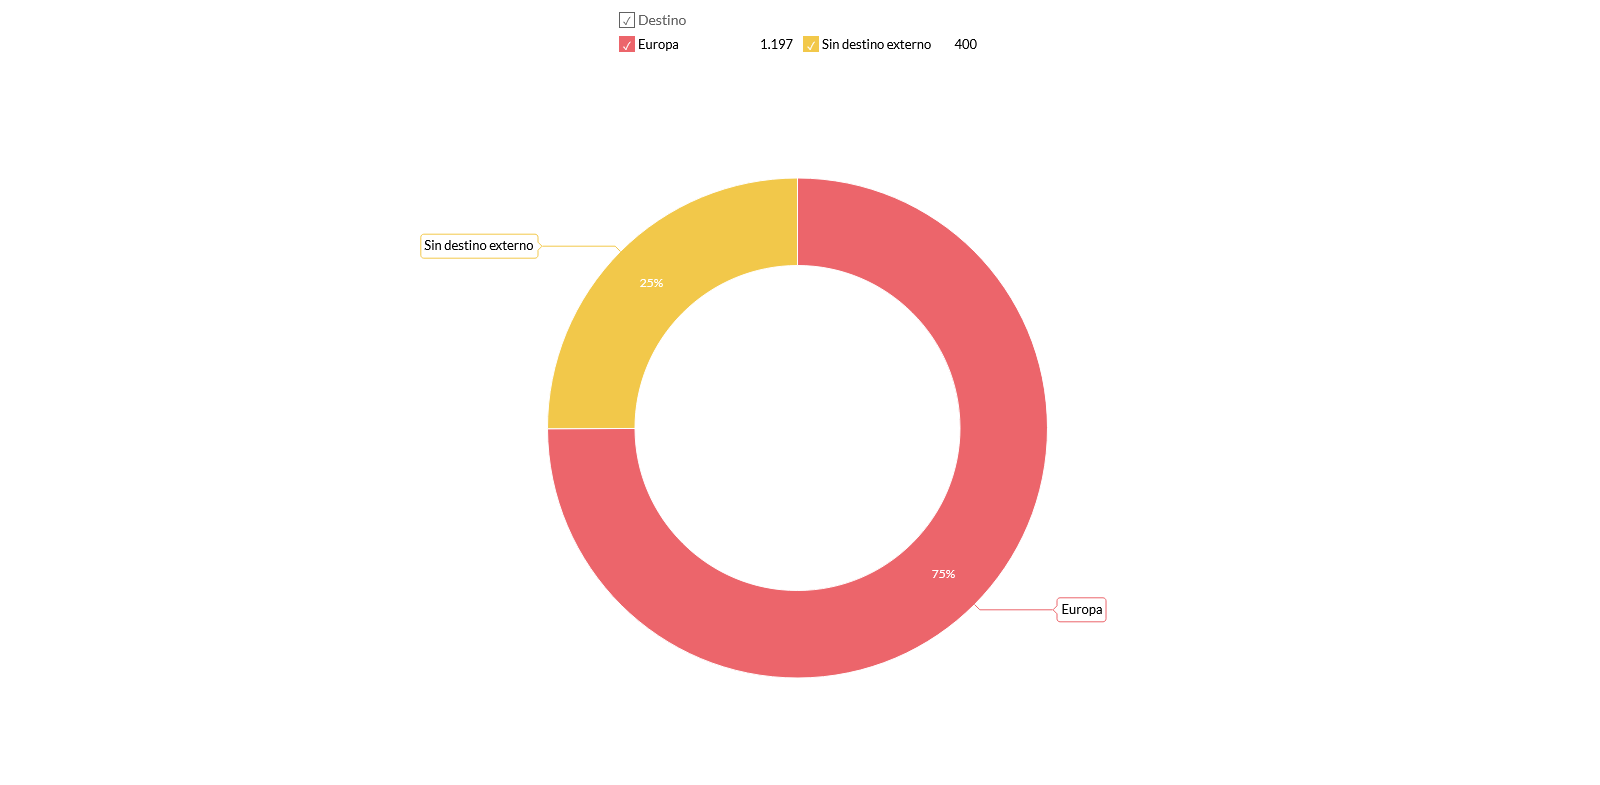 Destino
Europa 1.197 Sin destino externo 400
Sin destino externo
25%
75%
Europa